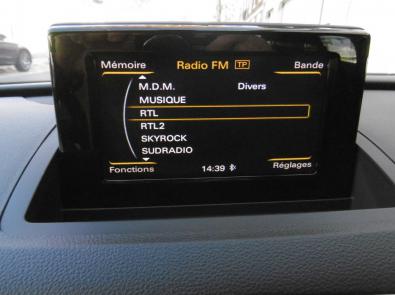 Mémoire Radio FM TP Bande
M.D.M. Divers
MUSIQUE
RTL
RTL2
SKYROCK
SUDRADIO
Fonctions 14:39 Réglages